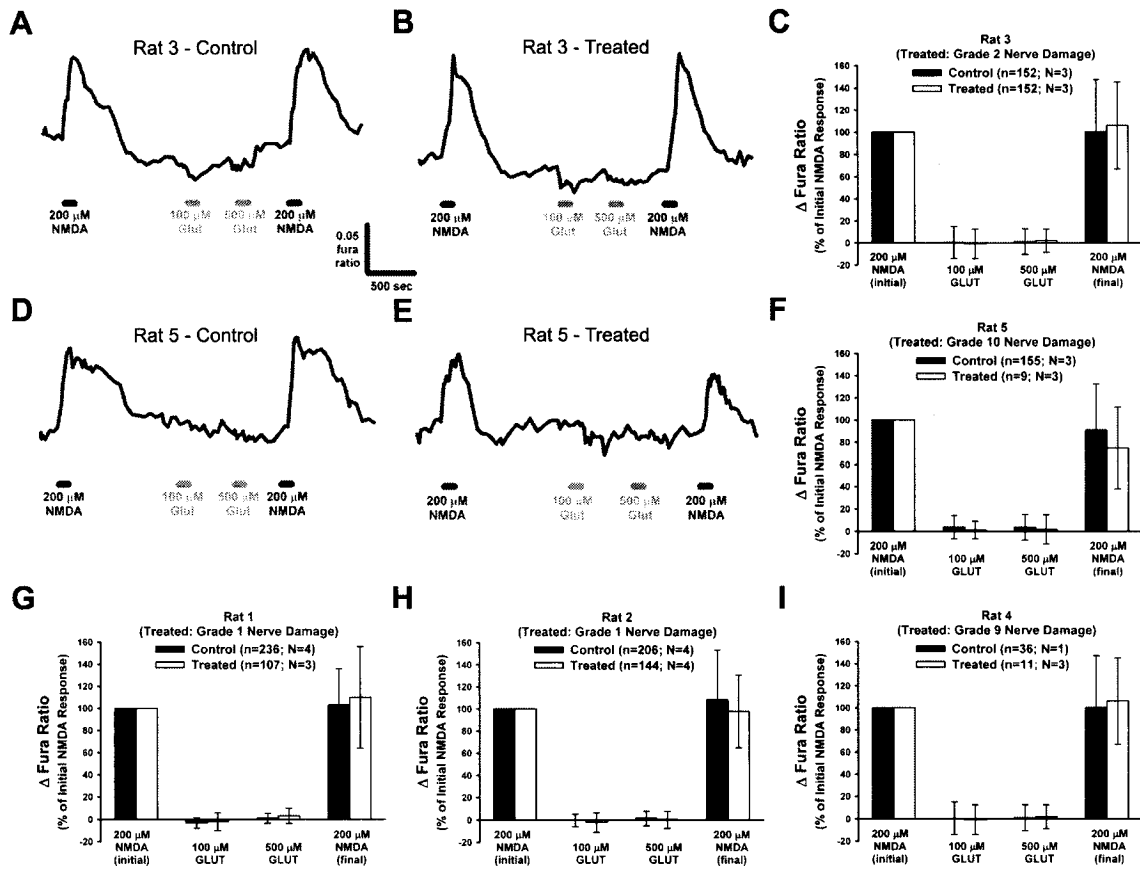 A
Rat 3 - Control
200 μM
NMDA
100 μM
Glut
500 μM
Glut
200 μM
NMDA
0.05
fura
ratio
500 sec
B
Rat 3 - Treated
200 μM
NMDA
100 μM
Glut
500 μM
Glut
200 μM
NMDA
C
Rat 3
(Treated: Grade 2 Nerve Damage)
Control (n=152; N=3)
Treated (n=152; N=3)
Δ Fura Ratio
(% of Initial NMDA Response)
160
140
120
100
80
60
40
20
0
-20
200 μM
NMDA
(initial)
100 μM
GLUT
500 μM
GLUT
200 μM
NMDA
(final)
D
Rat 5 - Control
200 μM
NMDA
100 μM
Glut
500 μM
Glut
200 μM
NMDA
E
Rat 5 - Treated
200 μM
NMDA
100 μM
Glut
500 μM
Glut
200 μM
NMDA
F
Rat 5
(Treated: Grade 10 Nerve Damage)
Control (n=155; N=3)
Treated (n=9; N=3)
Δ Fura Ratio
(% of Initial NMDA Response)
160
140
120
100
80
60
40
20
0
-20
200 μM
NMDA
(initial)
100 μM
GLUT
500 μM
GLUT
200 μM
NMDA
(final)
G
Rat 1
(Treated: Grade 1 Nerve Damage)
Control (n=236; N=4)
Treated (n=107; N=3)
Δ Fura Ratio
(% of Initial NMDA Response)
160
140
120
100
80
60
40
20
0
-20
200 μM
NMDA
(initial)
100 μM
GLUT
500 μM
GLUT
200 μM
NMDA
(final)
H
Rat 2
(Treated: Grade 1 Nerve Damage)
Control (n=206; N=4)
Treated (n=144; N=4)
Δ Fura Ratio
(% of Initial NMDA Response)
160
140
120
100
80
60
40
20
0
-20
200 μM
NMDA
(initial)
100 μM
GLUT
500 μM
GLUT
200 μM
NMDA
(final)
I
Rat 4
(Treated: Grade 9 Nerve Damage)
Control (n=36; N=1)
Treated (n=11; N=3)
Δ Fura Ratio
(% of Initial NMDA Response)
160
140
120
100
80
60
40
20
0
-20
200 μM
NMDA
(initial)
100 μM
GLUT
500 μM
GLUT
200 μM
NMDA
(final)